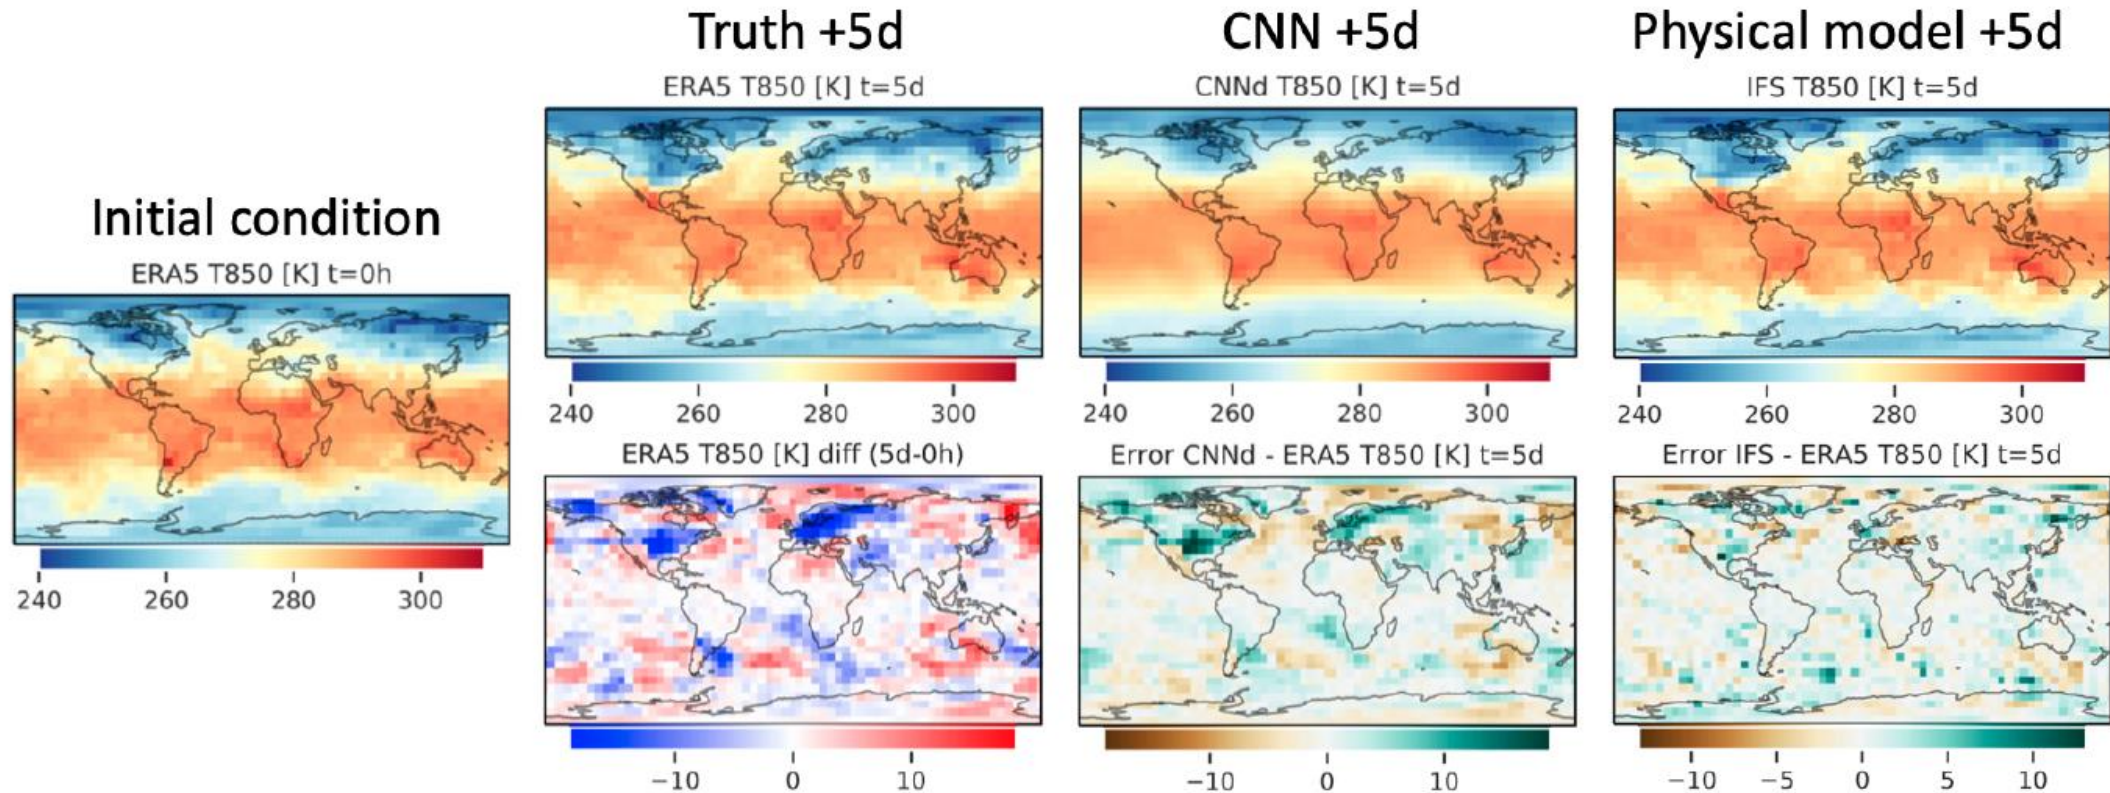 Initial condition
ERA5 T850 [K] t=0h
240 260 280 300
Truth +5d
ERA5 T850 [K] t=5d
240 260 280 300
ERA5 T850 [K] diff (5d-0h)
−10 0 10
CNN +5d
CNNd T850 [K] t=5d
240 260 280 300
Error CNNd - ERA5 T850 [K] t=5d
−10 0 10
Physical model +5d
IFS T850 [K] t=5d
240 260 280 300
Error IFS - ERA5 T850 [K] t=5d
−10 −5 0 5 10